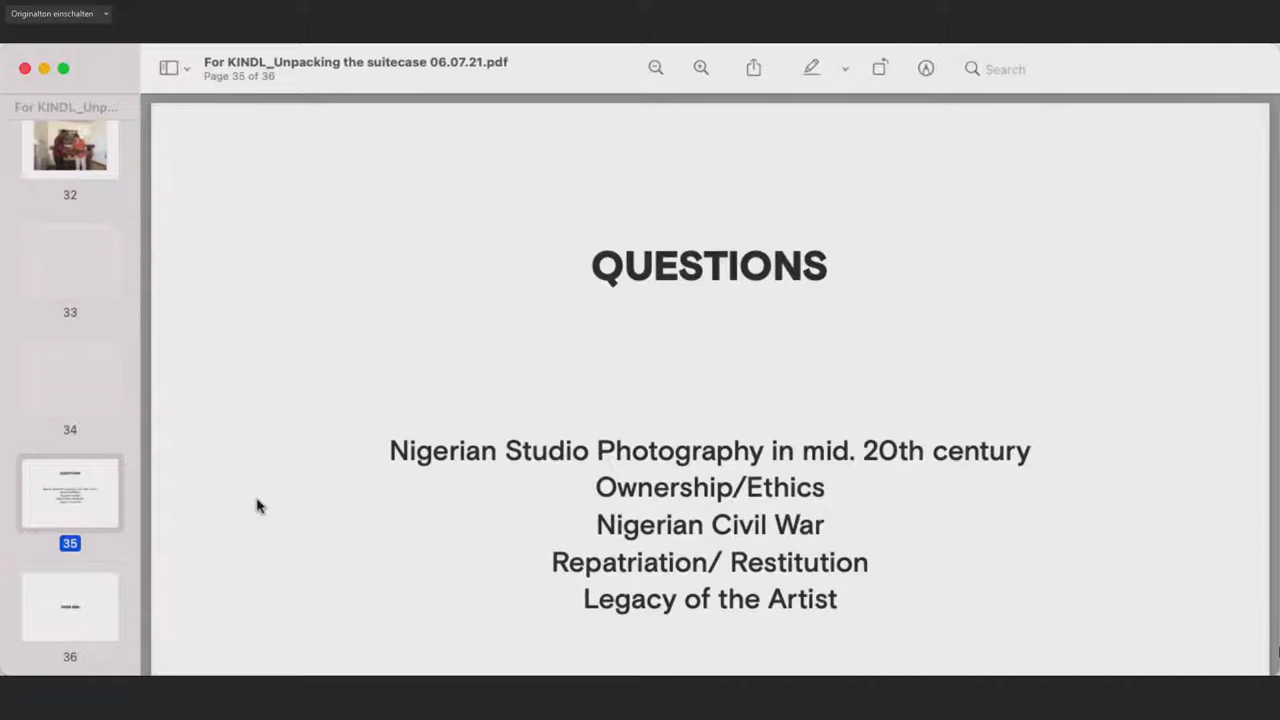 Originalton einschalten
For KINDL_Unpacking the suitecase 06.07.21.pdf
Page 35 of 36
Search
For KINDL_Unp...
32
33
34
35
36
QUESTIONS
Nigerian Studio Photography in mid. 20th century
Ownership/Ethics
Nigerian Civil War
Repatriation/ Restitution
Legacy of the Artist